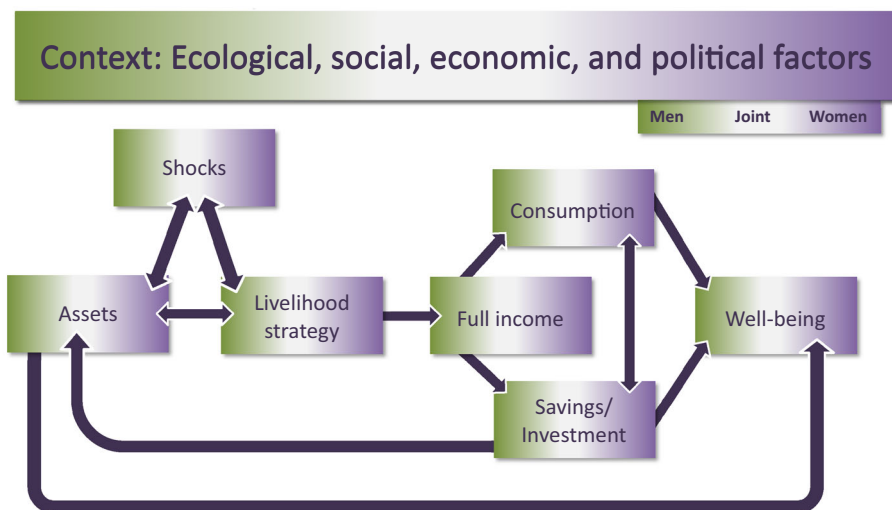 Context: Ecological, social, economic, and political factors
Men Joint Women
Shocks
Consumption
Assets
Livelihood
strategy
Full income
Well-being
Savings/
Investment